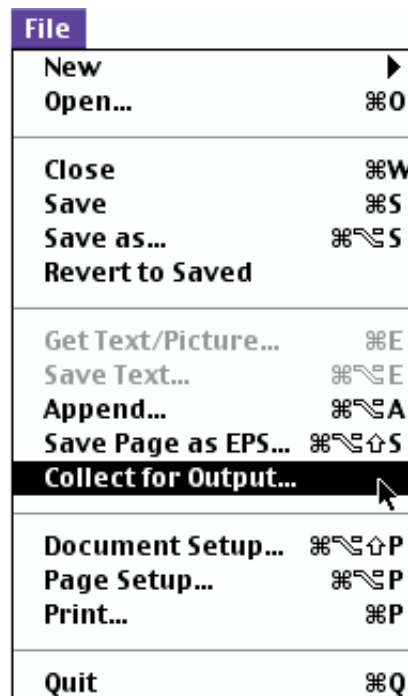 File
New ▶
Open... ⌘O
Close ⌘W
Save ⌘S
Save as... ⌘⌥S
Revert to Saved
Get Text/Picture... ⌘E
Save Text... ⌘⌥E
Append... ⌘⌥A
Save Page as EPS... ⌘⌥⇧S
Collect for Output...
Document Setup... ⌘⌥⇧P
Page Setup... ⌘⌥P
Print... ⌘P
Quit ⌘Q